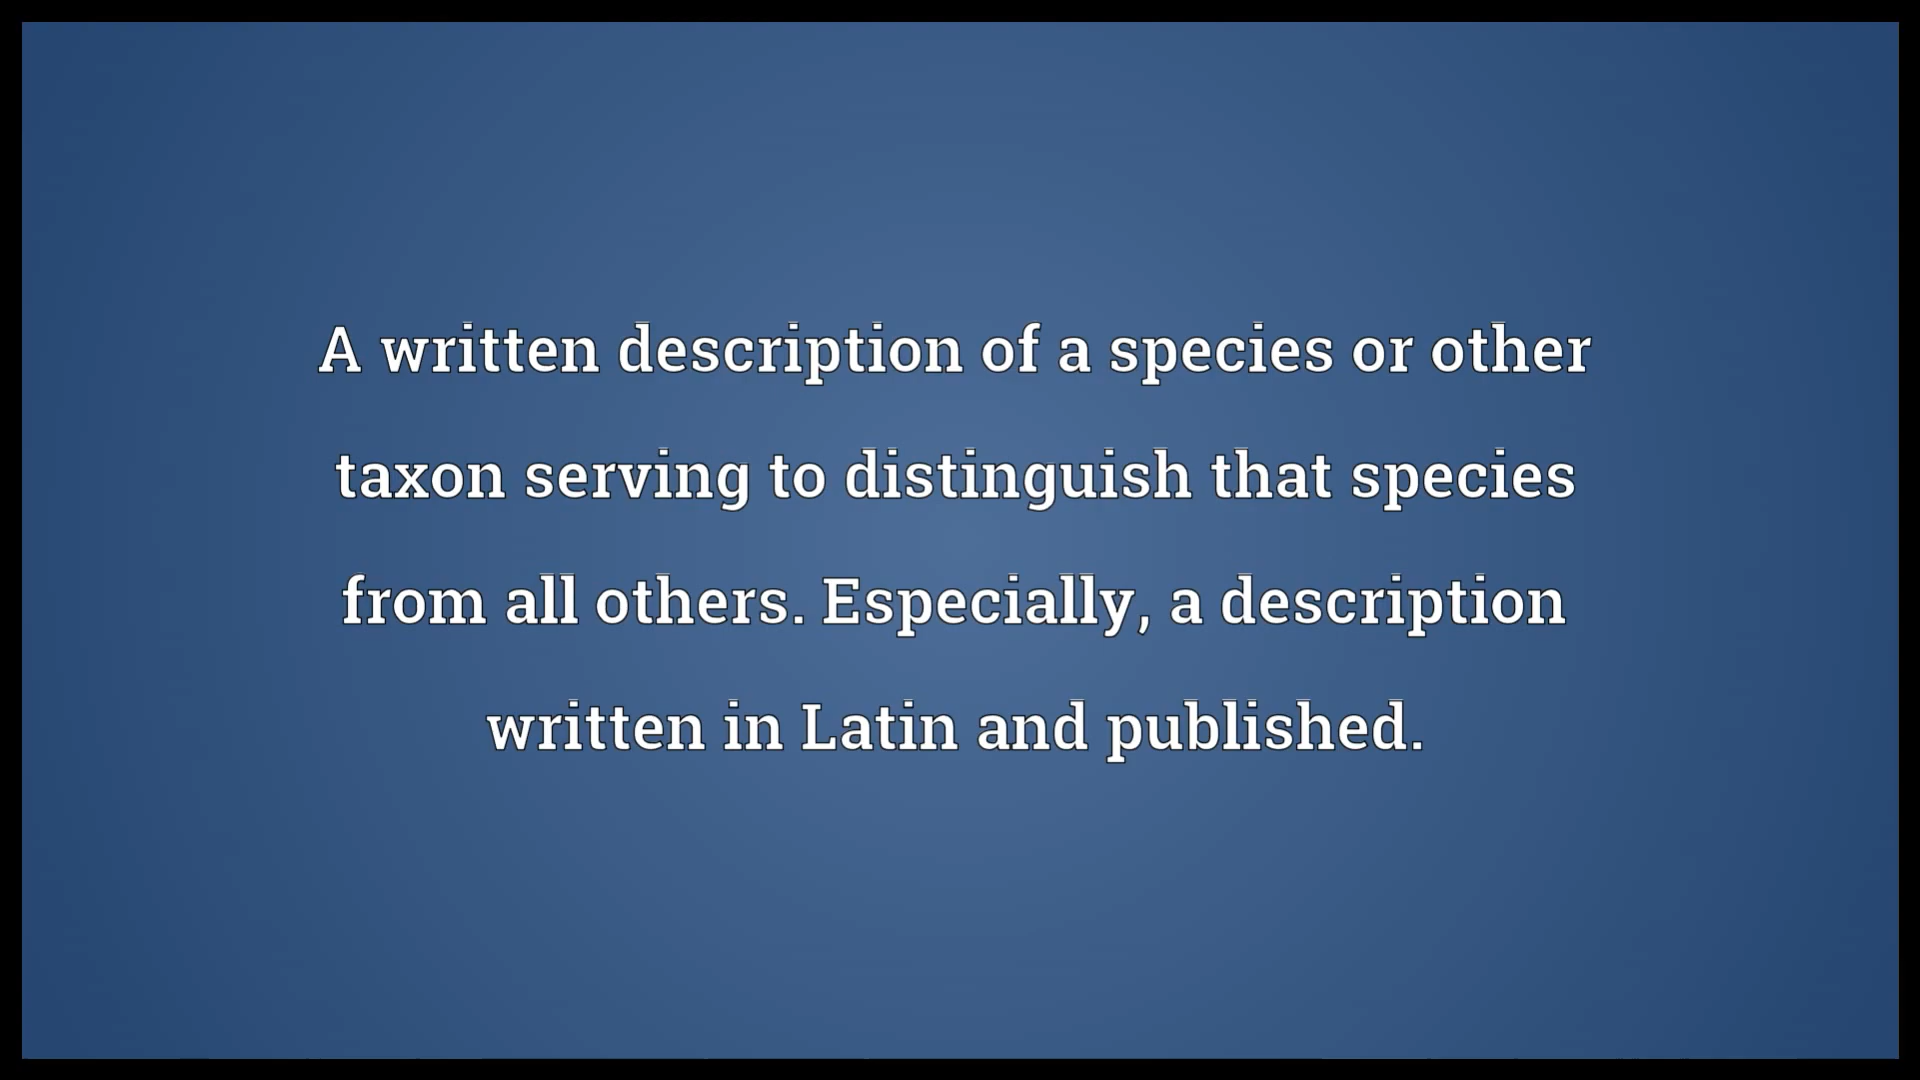 A written description of a species or other
taxon serving to distinguish that species
from all others. Especially, a description
written in Latin and published.